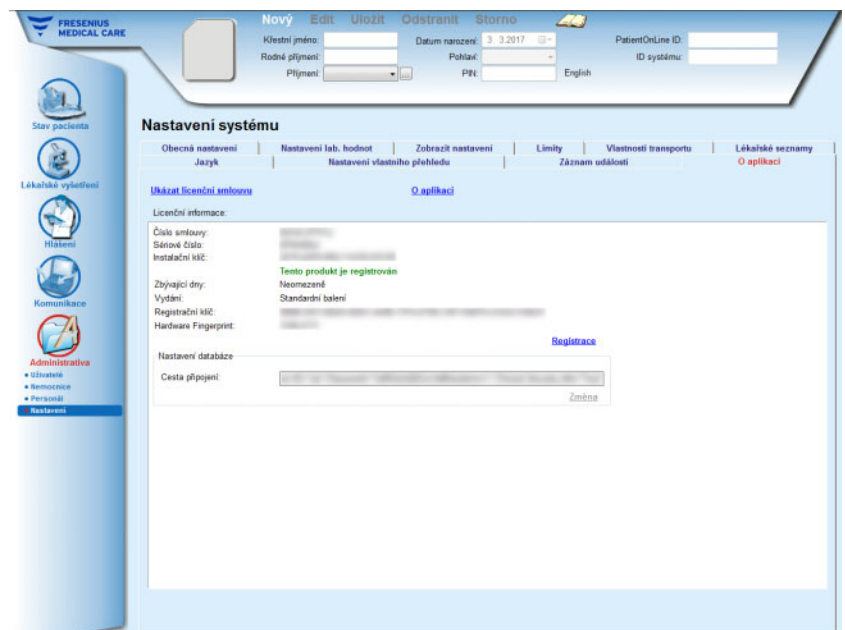 FRESENIUS
MEDICAL CARE
Nový Edit Uložit Odstranit Storno
Křestní jméno: Datum narození: 3. 3.2017 PatientOnLine ID:
Rodné příjmení: Pohlaví: ID systému:
Příjmení: ... PIN: English
Stav pacienta
Lékařské vyšetření
Hlášení
Komunikace
Administrativa
Uživatelé
Nemocnice
Personál
Nastavení
Nastavení systému
Obecná nastavení Nastavení lab. hodnot Zobrazit nastavení Limity Vlastnosti transportu Lékařské seznamy
Jazyk Nastavení vlastního přehledu Záznam událostí O aplikaci
Ukázat licenční smlouvu O aplikaci
Licenční informace:
Číslo smlouvy:
Sériové číslo:
Instalační klíč:
Tento produkt je registrován
Zbývající dny: Neomezeně
Vydání: Standardní balení
Registrační klíč:
Hardware Fingerprint:
Registrace
Nastavení databáze
Cesta připojení:
Změna